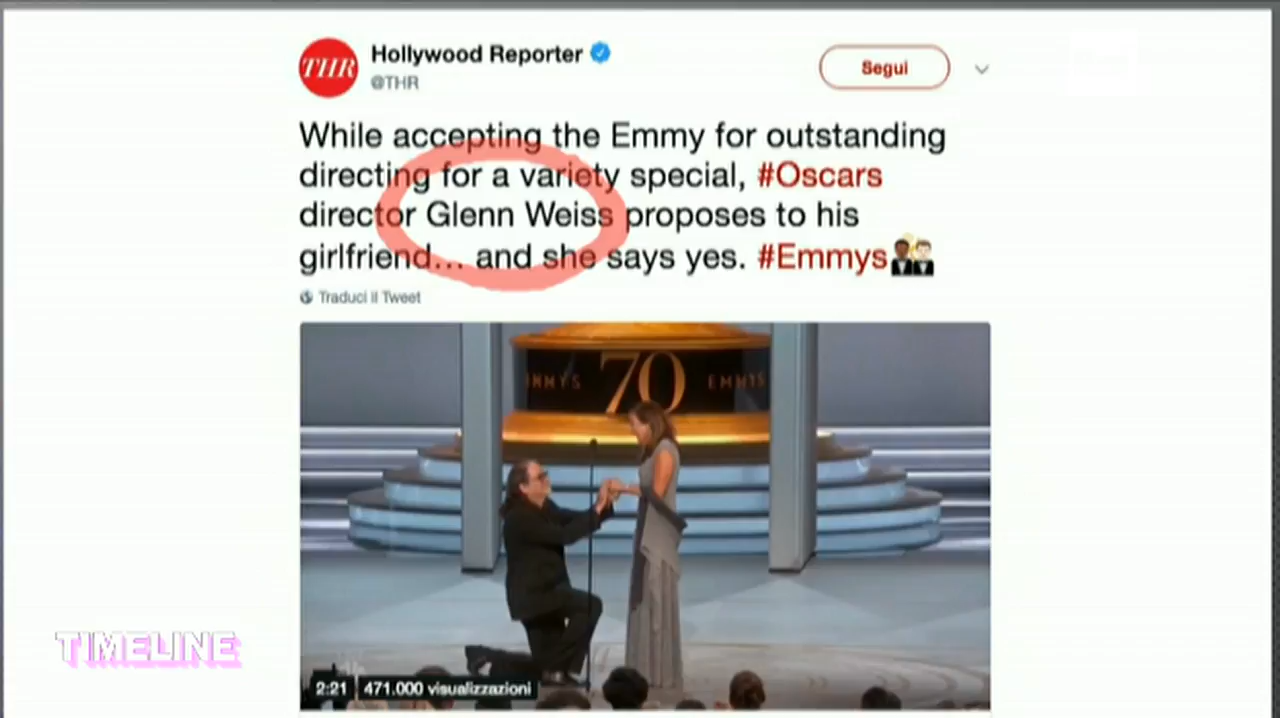 THR
Hollywood Reporter
@THR
Segui
While accepting the Emmy for outstanding
directing for a variety special, #Oscars
director Glenn Weiss proposes to his
girlfriend... and she says yes. #Emmys
Traduci il Tweet
EMMYS 70 EMMYS
2:21 471.000 visualizzazioni
TIMELINE